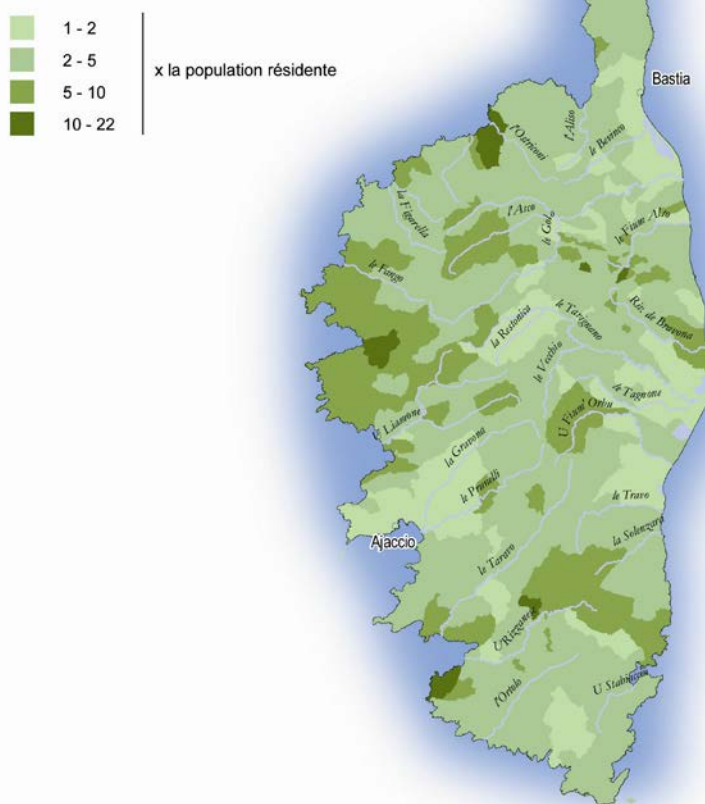 1 - 2
2 - 5
5 - 10
10 - 22
x la population résidente
Bastia
l'Aliso
l'Ostriconi
le Bevinco
la Figarella
l'Asco
le Golo
le Fium Alto
le Fango
la Restonica
le Tavignano
Riv. de Bravona
le Vecchio
le Tagnone
U Fium'Orbu
U Liamone
la Gravona
le Prunelli
le Travo
la Solenzara
Ajaccio
le Taravo
U Rizzanese
l'Ortolo
U Stabiacciu